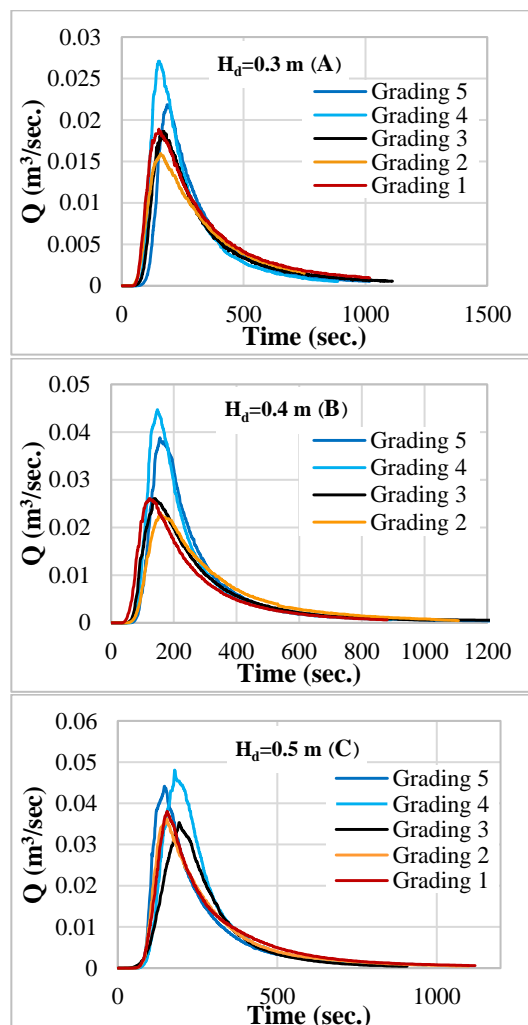 0.03
0.025
0.02
0.015
0.01
0.005
0
Q (m³/sec.)
H_d=0.3 m (A)
Grading 5
Grading 4
Grading 3
Grading 2
Grading 1
0 500 1000 1500
Time (sec.)
0.05
0.04
0.03
0.02
0.01
0
Q (m³/sec.)
H_d=0.4 m (B)
Grading 5
Grading 4
Grading 3
Grading 2
0 200 400 600 800 1000 1200
Time (sec.)
0.06
0.05
0.04
0.03
0.02
0.01
0
Q (m³/sec)
H_d=0.5 m (C)
Grading 5
Grading 4
Grading 3
Grading 2
Grading 1
0 500 1000
Time (sec.)